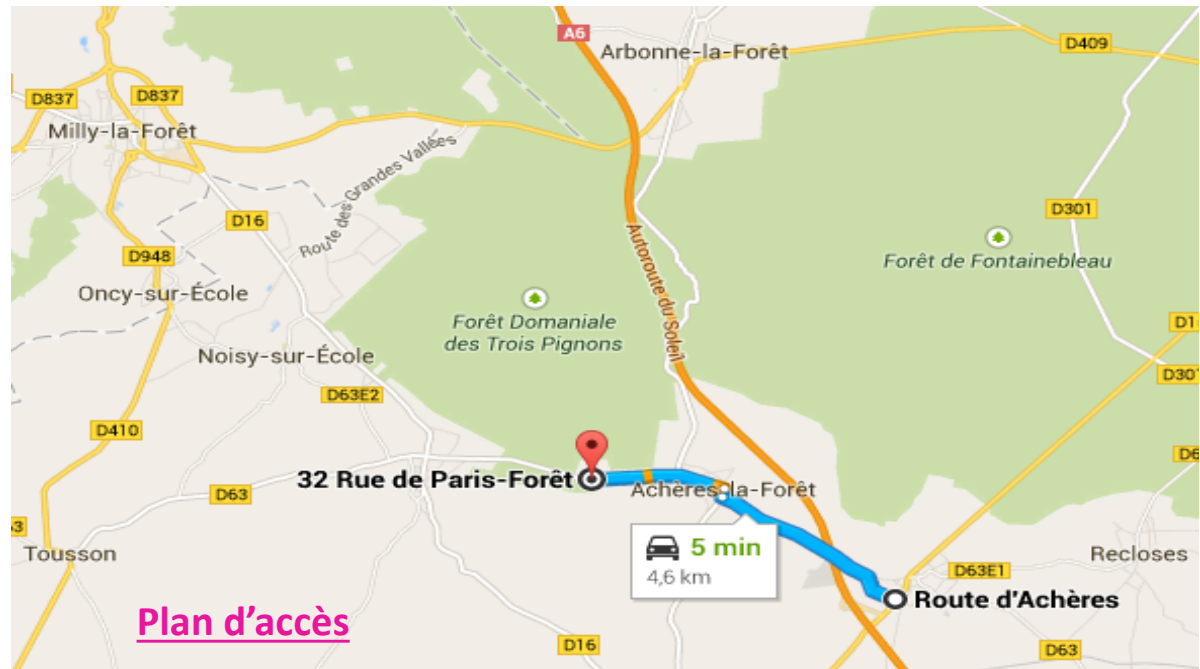 A6
Arbonne-la-Forêt
D409
D837
D837
Milly-la-Forêt
Route des Grandes Vallées
D16
D301
D948
Autoroute du Soleil
Forêt de Fontainebleau
Oncy-sur-École
Forêt Domaniale
des Trois Pignons
D1
Noisy-sur-École
D301
D63E2
D410
D6
32 Rue de Paris-Forêt
Achères-la-Forêt
D63
5 min
4,6 km
Tousson
Recloses
D63E1
Route d'Achères
Plan d’accès
D16
D63